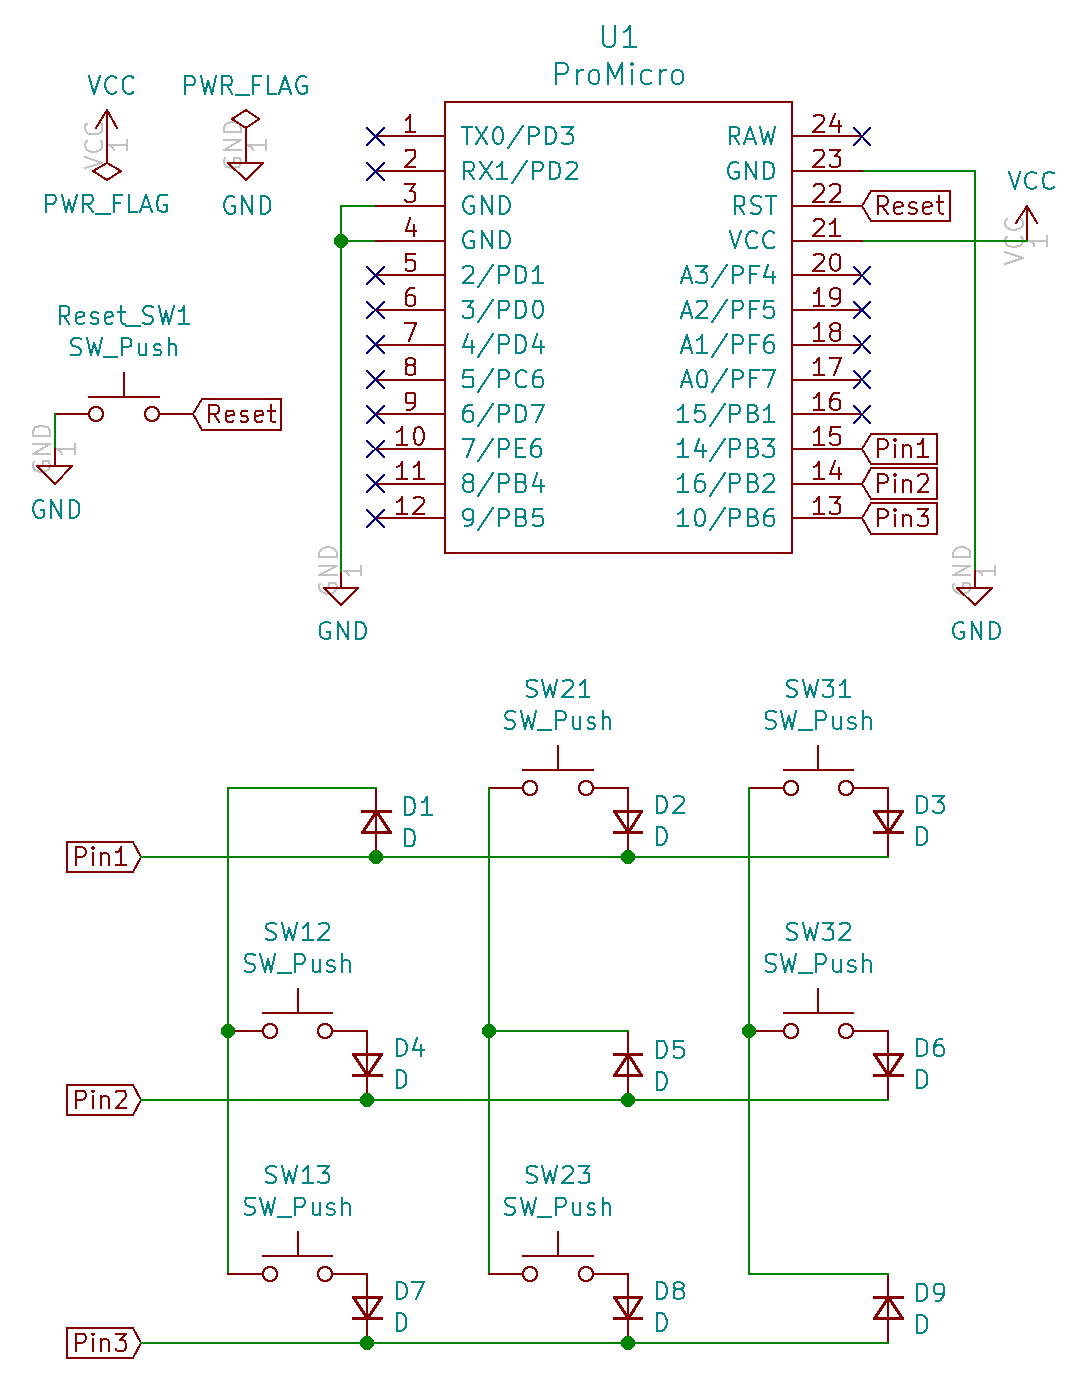 U1
ProMicro
VCC
PWR_FLAG
VCC
1
GND
1
PWR_FLAG
GND
1
TX0/PD3
RAW
24
2
RX1/PD2
GND
23
3
GND
RST
22
Reset
4
GND
VCC
21
VCC
VCC
1
5
2/PD1
A3/PF4
20
6
3/PD0
A2/PF5
19
7
4/PD4
A1/PF6
18
8
5/PC6
A0/PF7
17
9
6/PD7
15/PB1
16
10
7/PE6
14/PB3
15
Pin1
11
8/PB4
16/PB2
14
Pin2
12
9/PB5
10/PB6
13
Pin3
Reset_SW1
SW_Push
Reset
GND
1
GND
GND
1
GND
GND
1
GND
SW21
SW_Push
SW31
SW_Push
D1
D
D2
D
D3
D
Pin1
SW12
SW_Push
SW32
SW_Push
D4
D
D5
D
D6
D
Pin2
SW13
SW_Push
SW23
SW_Push
D7
D
D8
D
D9
D
Pin3